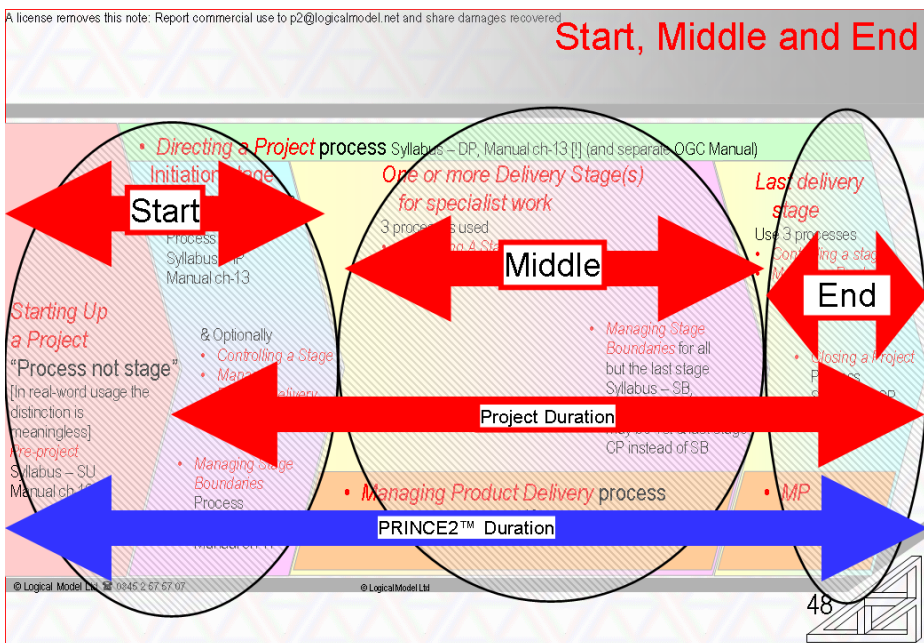 A license removes this note: Report commercial use to p2@logicalmodel.net and share damages recovered
Start, Middle and End
• Directing a Project process Syllabus – DP, Manual ch-13 [!] (and separate OGC Manual)
Initiation Stage
Start
Process
Syllabus
Manual ch-13
Starting Up
a Project
"Process not stage"
[In real-word usage the
distinction is
meaningless]
Pre-project
Syllabus – SU
Manual
& Optionally
• Controlling a Stage
•
• Managing Stage
Boundaries
Process
One or more Delivery Stage(s)
for specialist work
3 processes used
Middle
• Managing Stage
Boundaries for all
but the last stage
Syllabus – SB,
CP instead of SB
Last delivery
stage
Use 3 processes
• Controlling a stage
End
• Closing a Project
Project Duration
• Managing Product Delivery process
• MP
PRINCE2™ Duration
© Logical Model Ltd ☎ 0845 2 57 57 07
© Logical Model Ltd
48